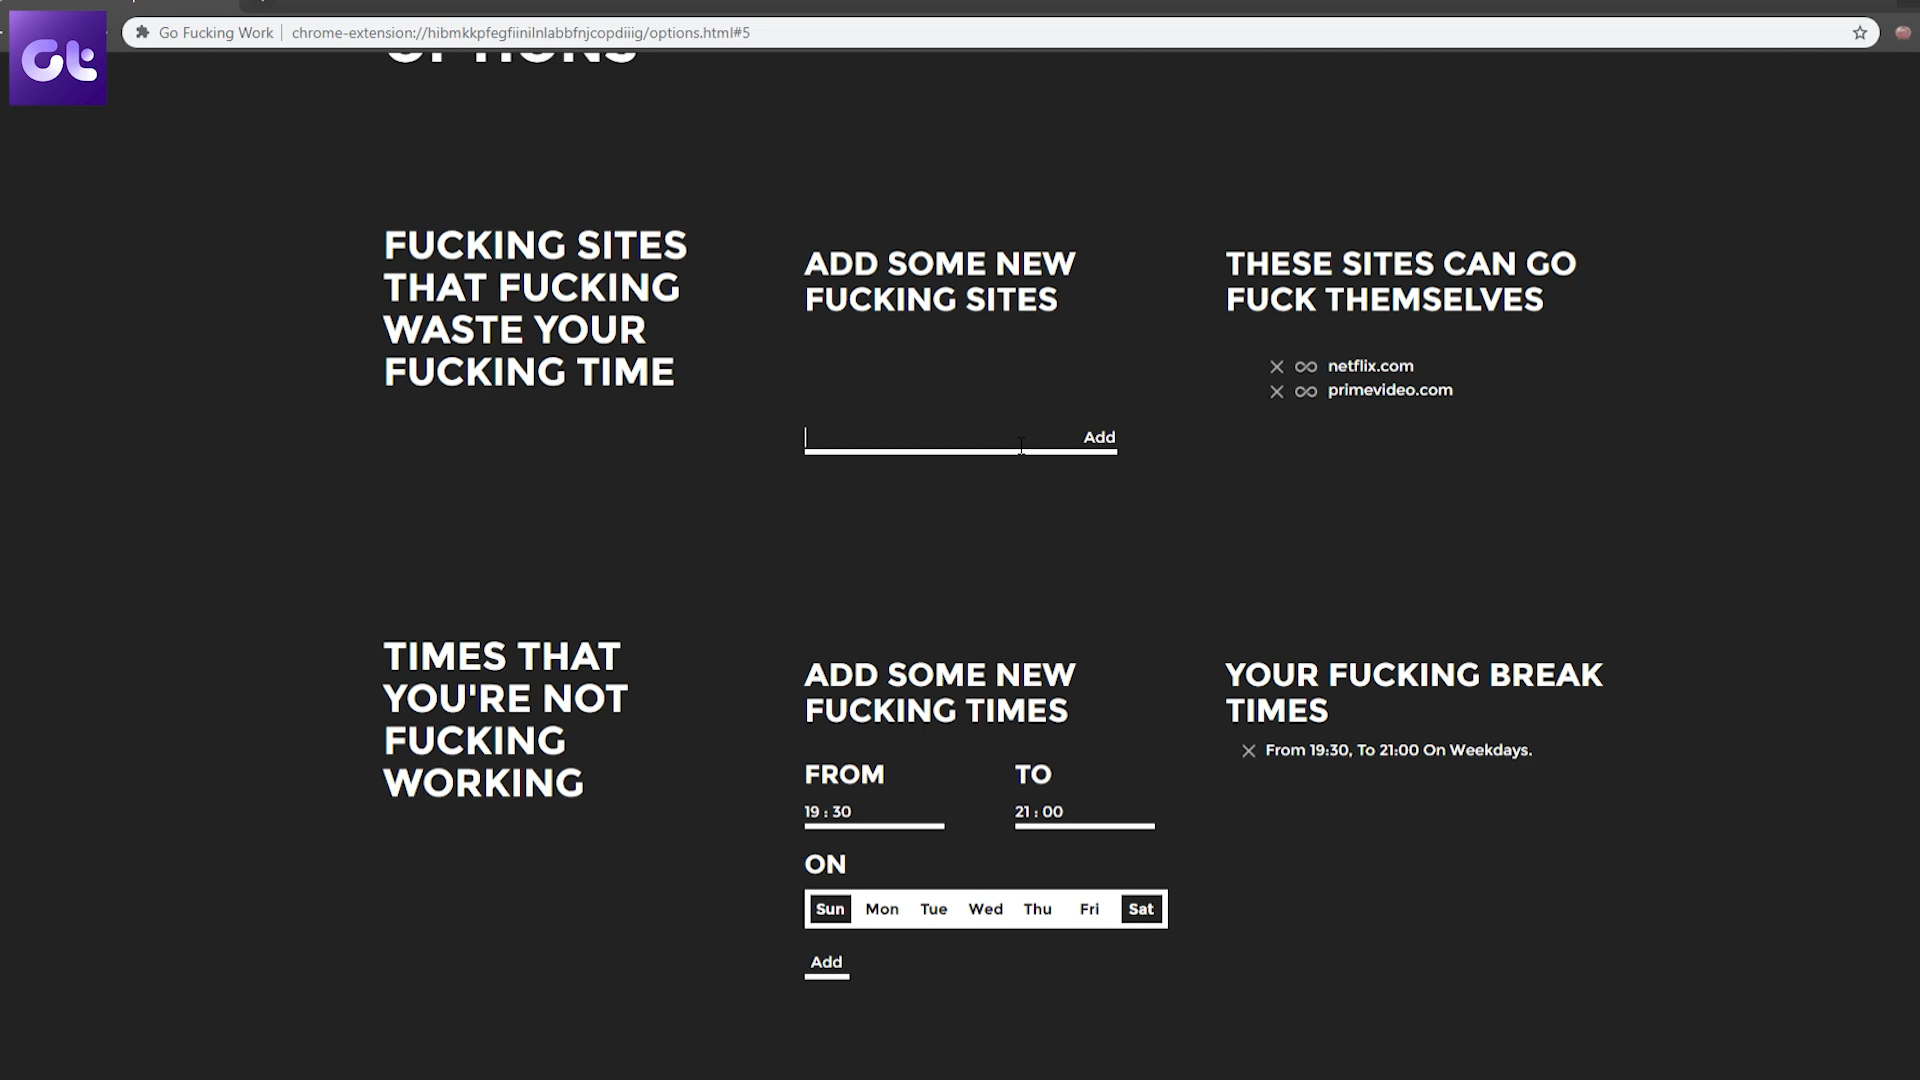 Gt
Go Fucking Work chrome-extension://hibmkkpfegfiinilnlabbfnjcopdiiig/options.html#5
OPTIONS
FUCKING SITES
THAT FUCKING
WASTE YOUR
FUCKING TIME
ADD SOME NEW
FUCKING SITES
Add
THESE SITES CAN GO
FUCK THEMSELVES
netflix.com
primevideo.com
TIMES THAT
YOU'RE NOT
FUCKING
WORKING
ADD SOME NEW
FUCKING TIMES
FROM TO
19 : 30 21 : 00
ON
Sun Mon Tue Wed Thu Fri Sat
Add
YOUR FUCKING BREAK
TIMES
From 19:30, To 21:00 On Weekdays.